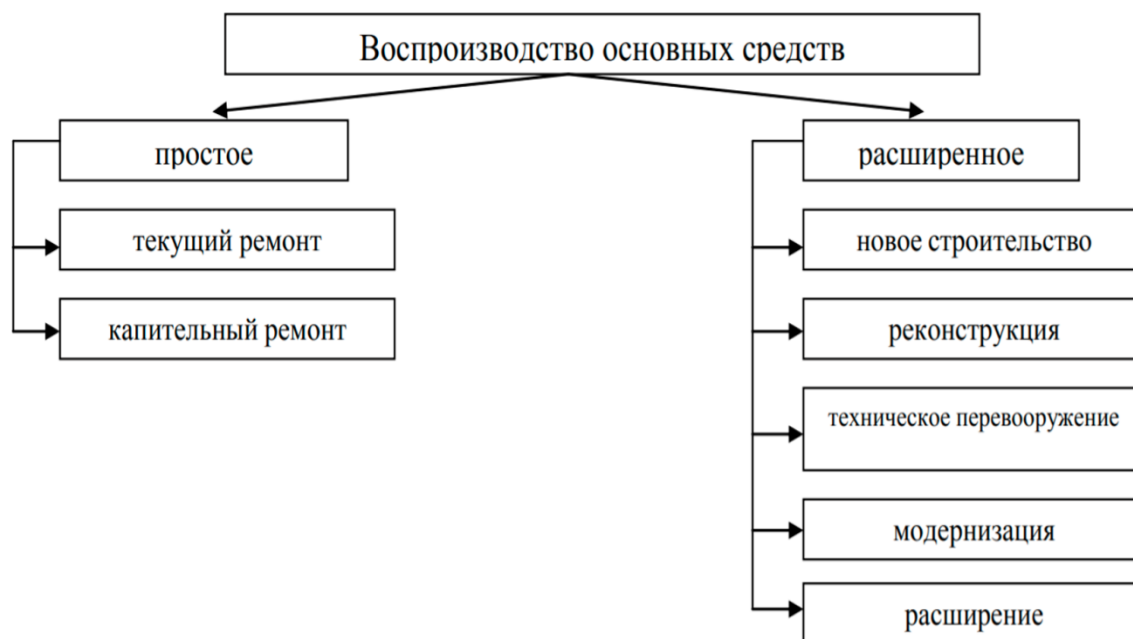 Воспроизводство основных средств
простое
расширенное
текущий ремонт
новое строительство
капительный ремонт
реконструкция
техническое перевооружение
модернизация
расширение